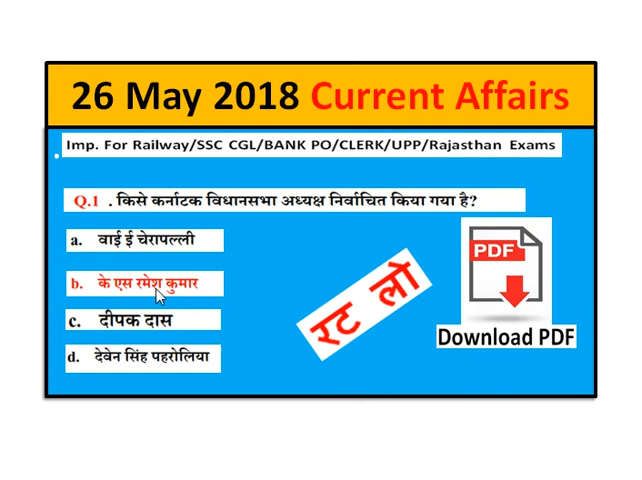 26 May 2018 Current Affairs
Imp. For Railway/SSC CGL/BANK PO/CLERK/UPP/Rajasthan Exams
Q.1 . किसे कर्नाटक विधानसभा अध्यक्ष निर्वाचित किया गया है?
a. वाई ई चेरापल्ली
b. के एस रमेश कुमार
c. दीपक दास
d. देवेन सिंह पहरोलिया
रट लो
PDF
Download PDF